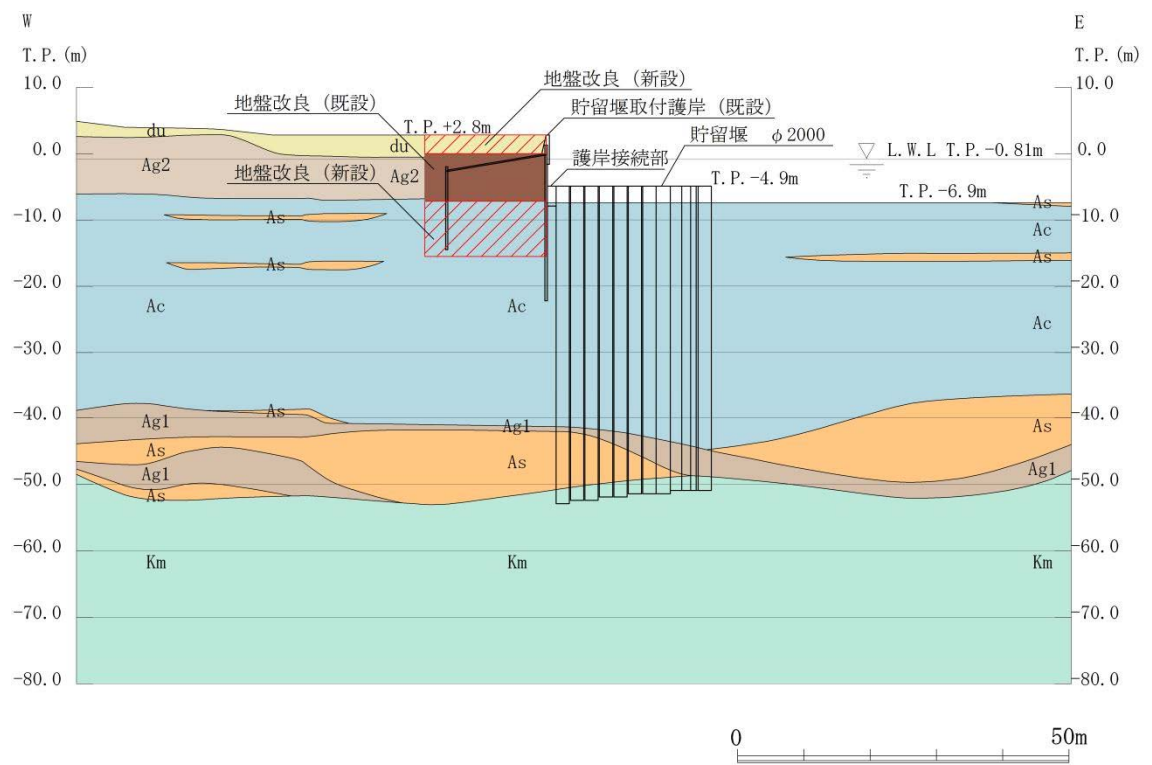 W
E
T.P.(m)
T.P.(m)
地盤改良（新設）
10.0
10.0
地盤改良（既設）
貯留堰取付護岸（既設）
T.P.+2.8m
貯留堰　φ2000
du
du
護岸接続部
L.W.L T.P.-0.81m
0.0
0.0
Ag2
地盤改良（新設）
Ag2
T.P.-4.9m
T.P.-6.9m
-10.0
-10.0
As
As
Ac
As
As
-20.0
-20.0
Ac
Ac
Ac
-30.0
-30.0
-40.0
-40.0
As
Ag1
Ag1
As
As
As
Ag1
Ag1
-50.0
-50.0
As
-60.0
-60.0
Km
Km
Km
-70.0
-70.0
-80.0
-80.0
0
50m